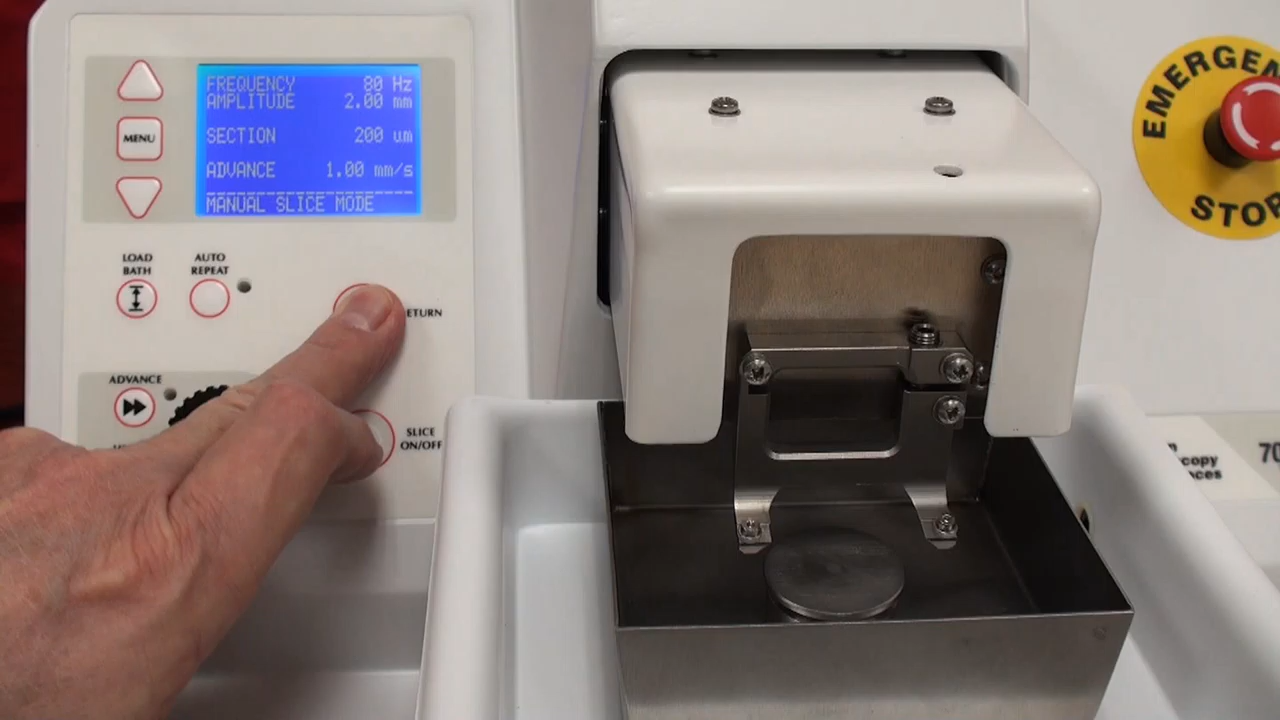 FREQUENCY 80 Hz
AMPLITUDE 2.00 mm
SECTION 200 um
ADVANCE 1.00 mm/s
MANUAL SLICE MODE
MENU
LOAD
BATH
AUTO
REPEAT
ETURN
ADVANCE
SLICE
ON/OFF
EMERGEN
STOP
copy
nces
70